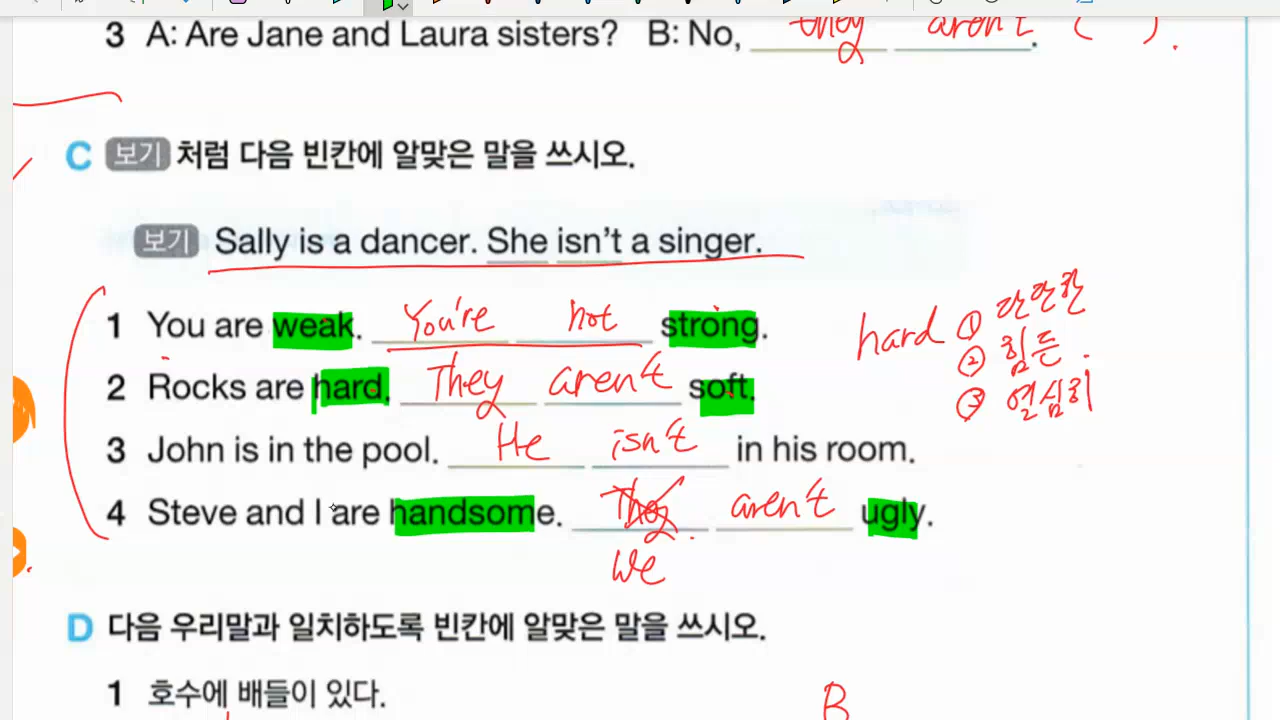 3 A: Are Jane and Laura sisters? B: No, they aren't. ( ).
C 보기 처럼 다음 빈칸에 알맞은 말을 쓰시오.
보기 Sally is a dancer. She isn't a singer.
1 You are weak. You're not strong.
hard ① 단단한
2 Rocks are hard. They aren't soft.
② 힘든.
③ 열심히
3 John is in the pool. He isn't in his room.
4 Steve and I are handsome. They aren't ugly.
We
D 다음 우리말과 일치하도록 빈칸에 알맞은 말을 쓰시오.
1 호수에 배들이 있다.
B